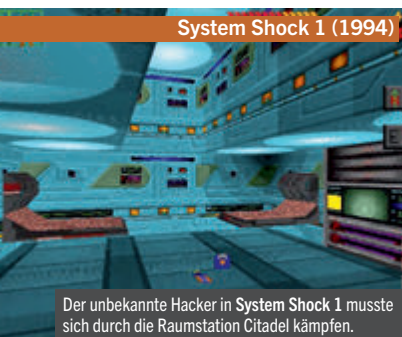 System Shock 1 (1994)
Der unbekannte Hacker in System Shock 1 musste
sich durch die Raumstation Citadel kämpfen.